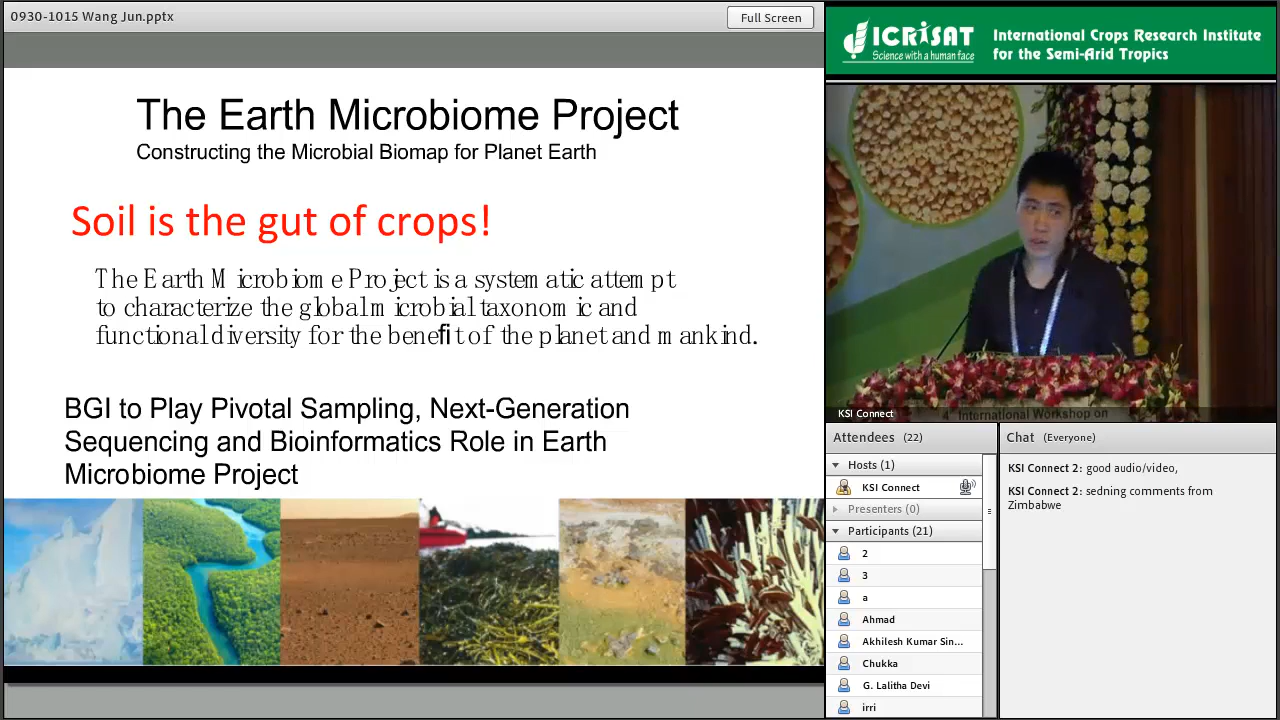 0930-1015 Wang Jun.pptx
Full Screen
The Earth Microbiome Project
Constructing the Microbial Biomap for Planet Earth
Soil is the gut of crops!
The Earth Microbiome Project is a systematic attempt
to characterize the global microbial taxonomic and
functional diversity for the benefit of the planet and mankind.
BGI to Play Pivotal Sampling, Next-Generation
Sequencing and Bioinformatics Role in Earth
Microbiome Project
ICRISAT
Science with a human face
International Crops Research Institute
for the Semi-Arid Tropics
KSI Connect
4th International Workshop on
Attendees (22)
Hosts (1)
KSI Connect
Presenters (0)
Participants (21)
2
3
a
Ahmad
Akhilesh Kumar Sin...
Chukka
G. Lalitha Devi
irri
Chat (Everyone)
KSI Connect 2: good audio/video,
KSI Connect 2: sedning comments from
Zimbabwe